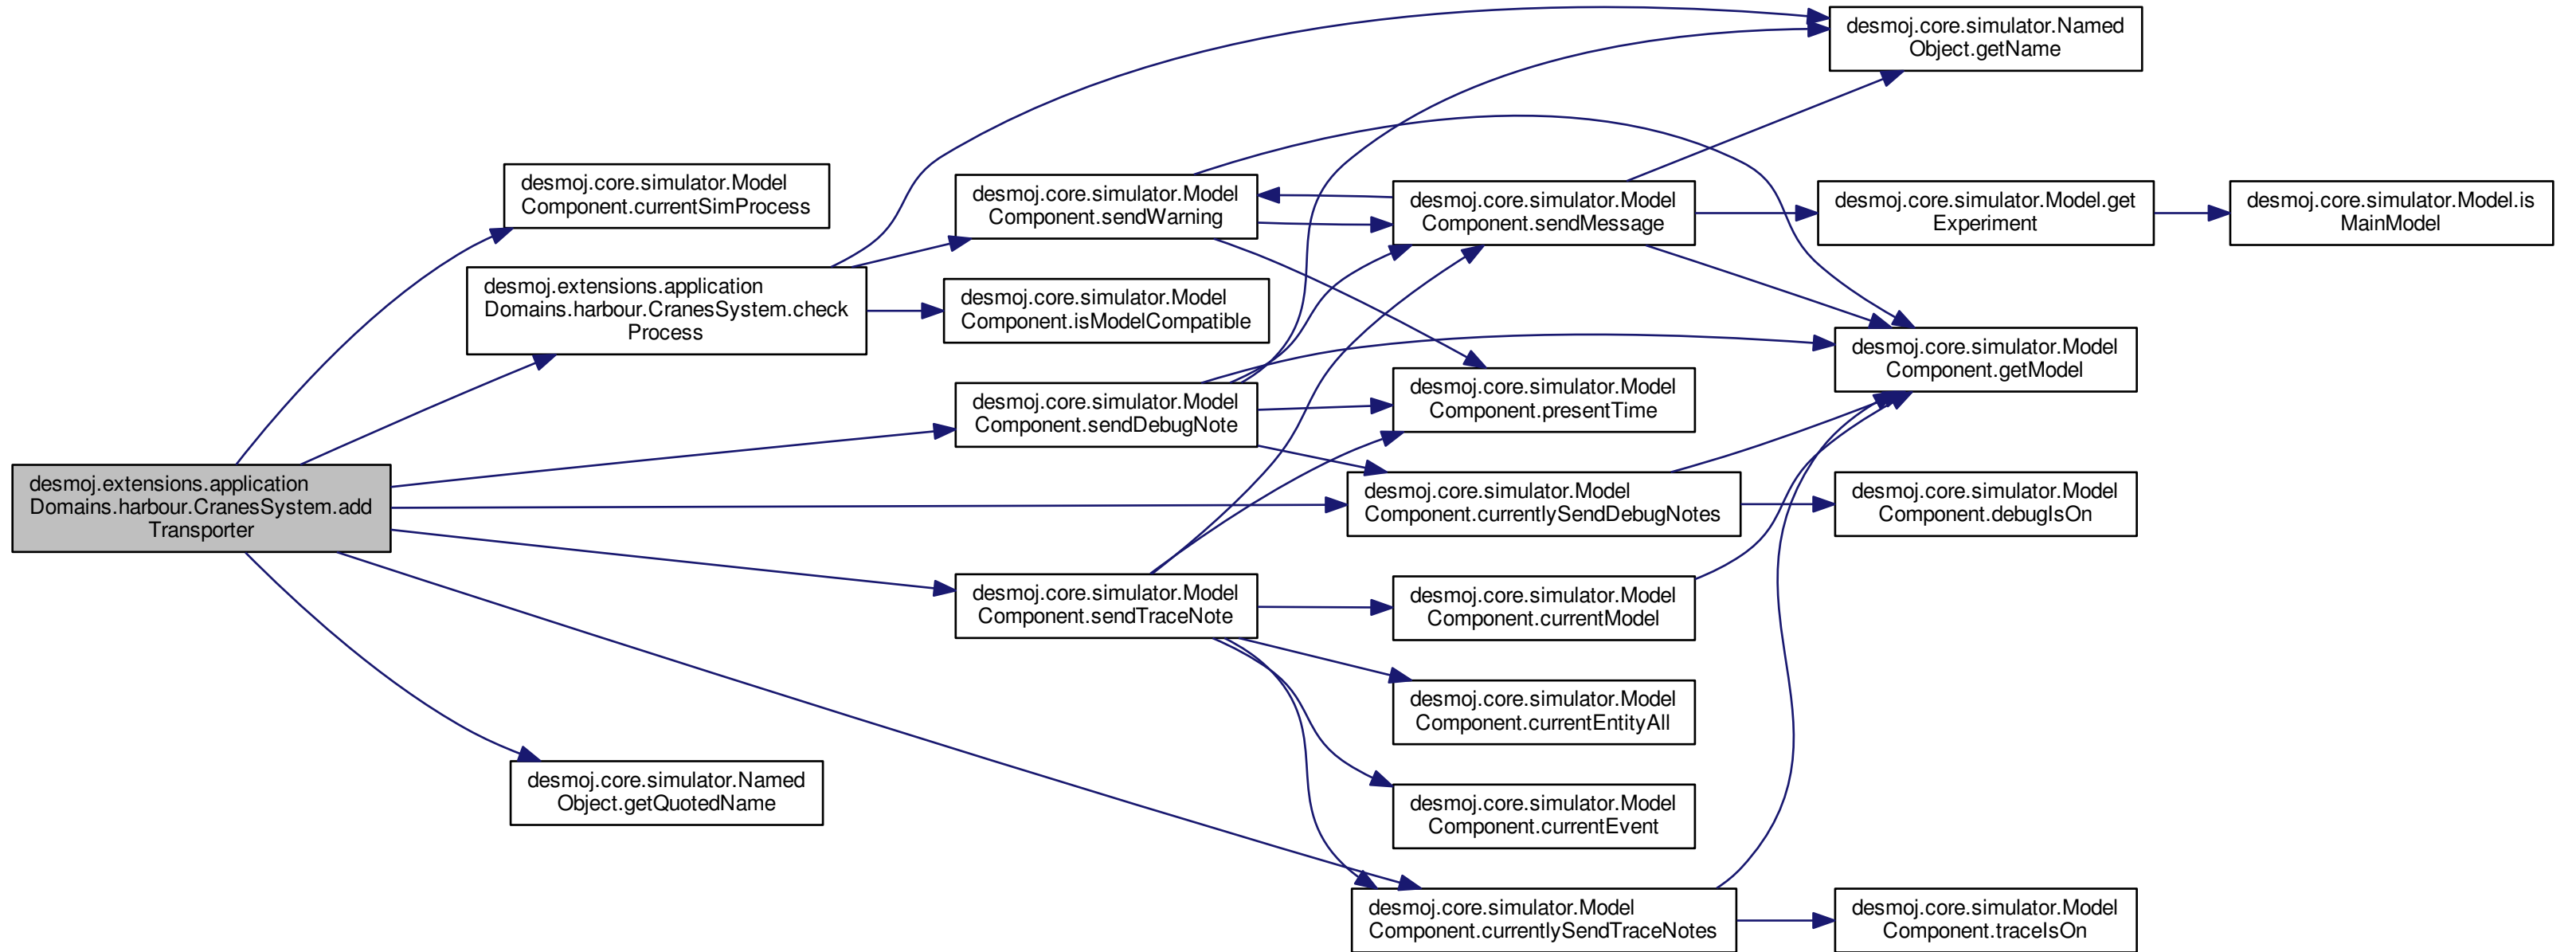 desmoj.extensions.application
Domains.harbour.CranesSystem.add
Transporter
desmoj.core.simulator.Model
Component.currentSimProcess
desmoj.extensions.application
Domains.harbour.CranesSystem.check
Process
desmoj.core.simulator.Named
Object.getQuotedName
desmoj.core.simulator.Model
Component.sendWarning
desmoj.core.simulator.Model
Component.isModelCompatible
desmoj.core.simulator.Model
Component.sendDebugNote
desmoj.core.simulator.Model
Component.sendTraceNote
desmoj.core.simulator.Model
Component.sendMessage
desmoj.core.simulator.Model
Component.presentTime
desmoj.core.simulator.Model
Component.currentlySendDebugNotes
desmoj.core.simulator.Model
Component.currentModel
desmoj.core.simulator.Model
Component.currentEntityAll
desmoj.core.simulator.Model
Component.currentEvent
desmoj.core.simulator.Model
Component.currentlySendTraceNotes
desmoj.core.simulator.Named
Object.getName
desmoj.core.simulator.Model.get
Experiment
desmoj.core.simulator.Model
Component.getModel
desmoj.core.simulator.Model
Component.debugIsOn
desmoj.core.simulator.Model
Component.traceIsOn
desmoj.core.simulator.Model.is
MainModel